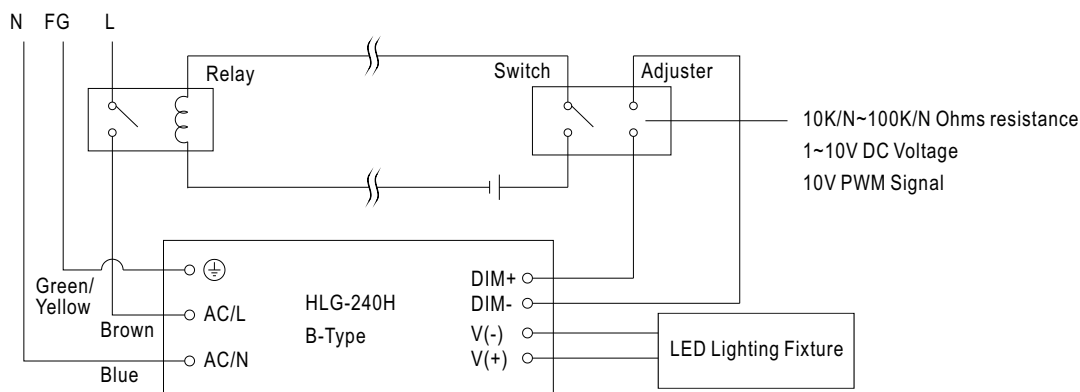 N FG L
Relay
Switch
Adjuster
10K/N~100K/N Ohms resistance
1~10V DC Voltage
10V PWM Signal
Green/
Yellow
Brown
Blue
AC/L
AC/N
HLG-240H
B-Type
DIM+
DIM-
V(-)
V(+)
LED Lighting Fixture